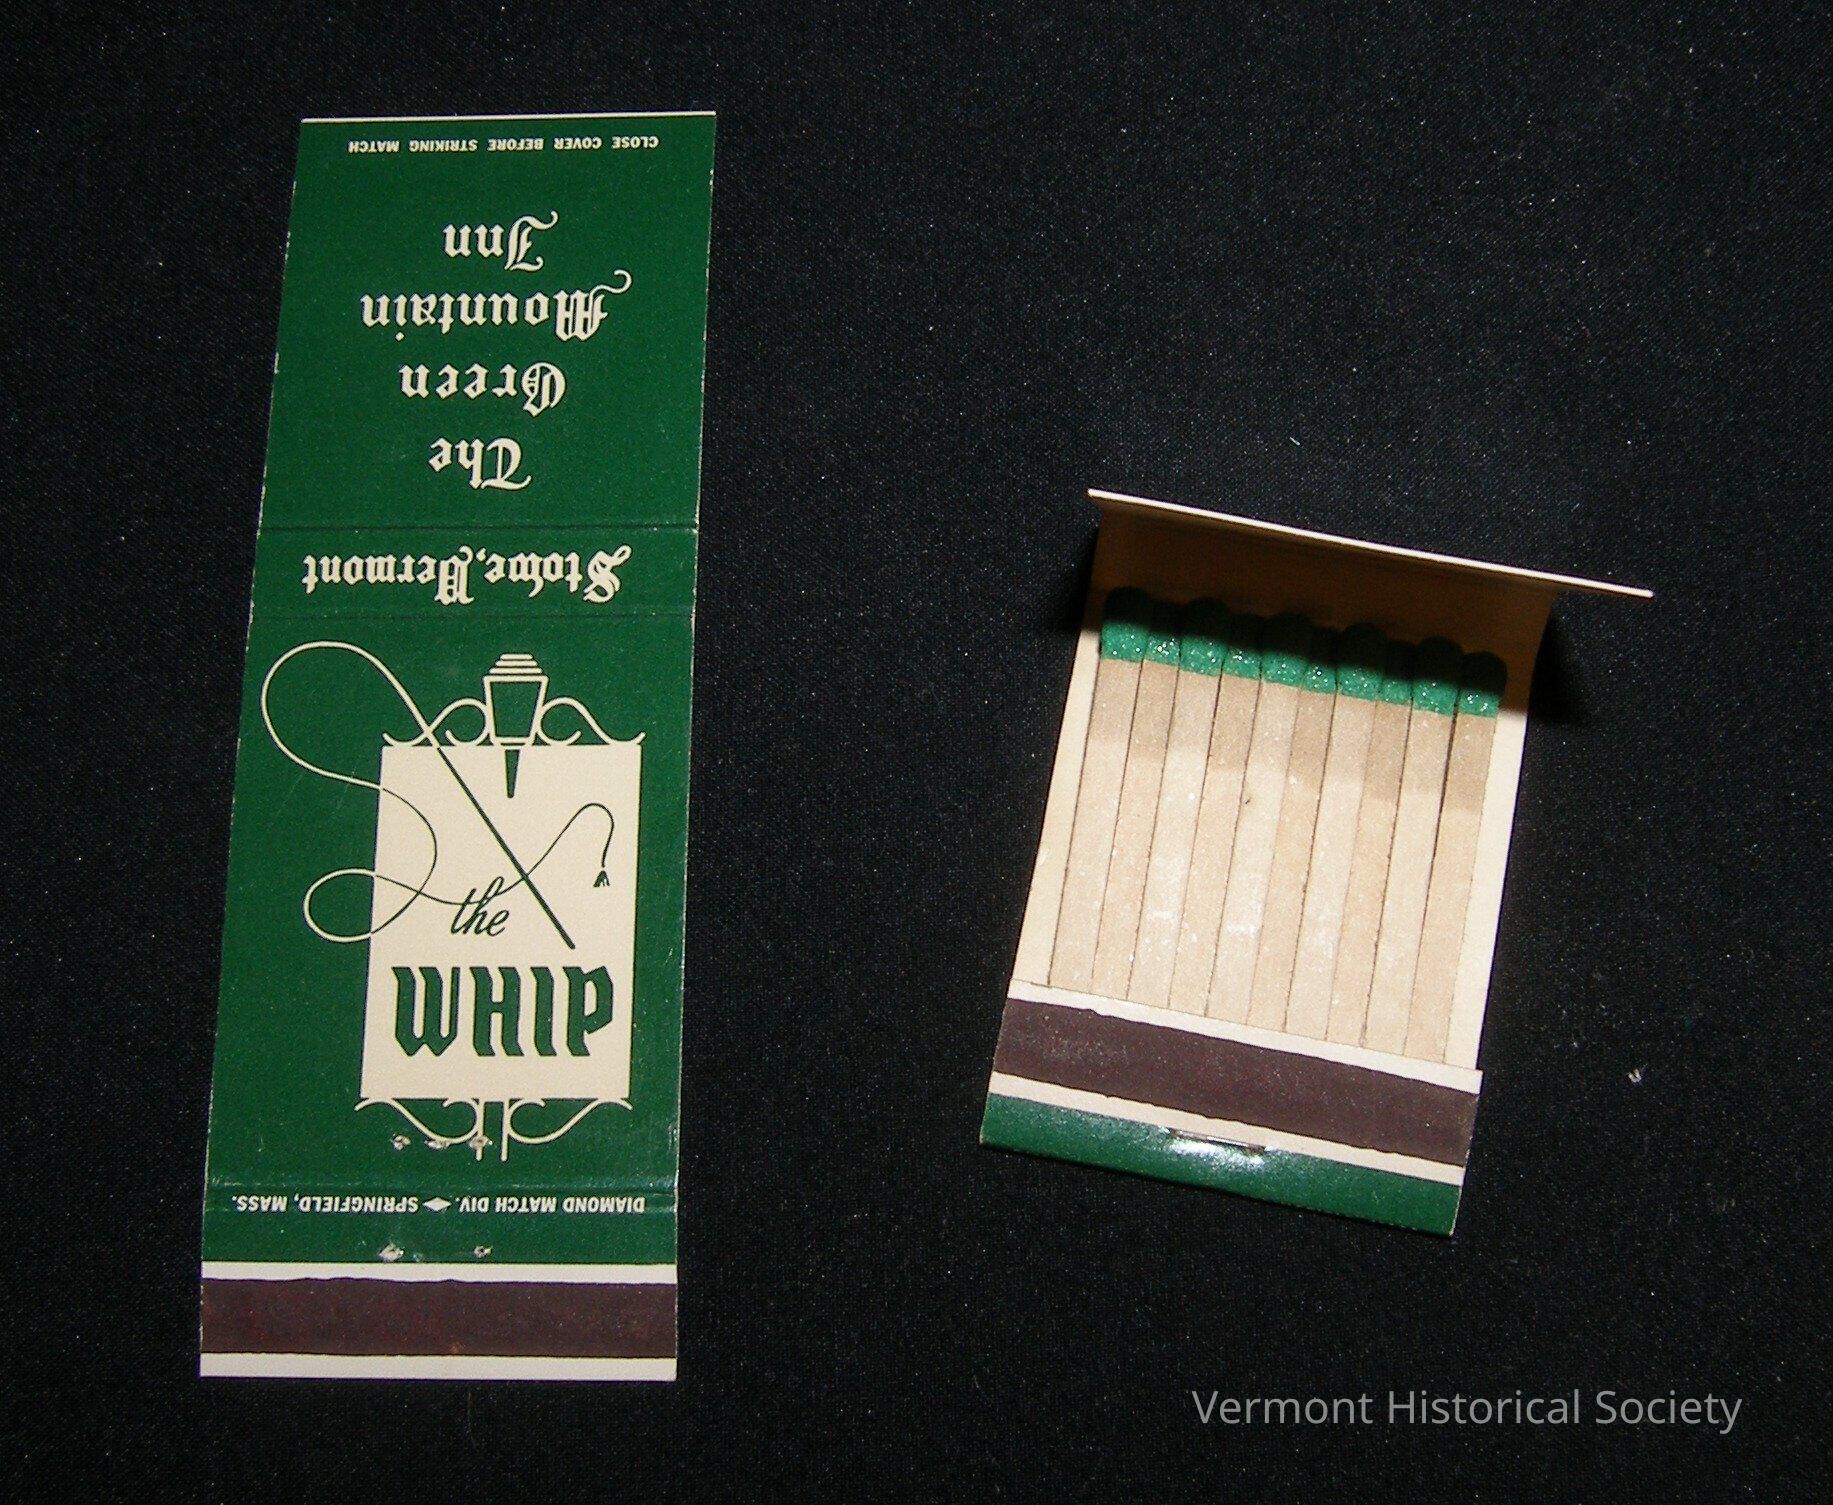 CLOSE COVER BEFORE STRIKING MATCH
The
Green
Mountain
Inn
Stowe, Vermont
the
WHIP
DIAMOND MATCH DIV. SPRINGFIELD, MASS.
Vermont Historical Society